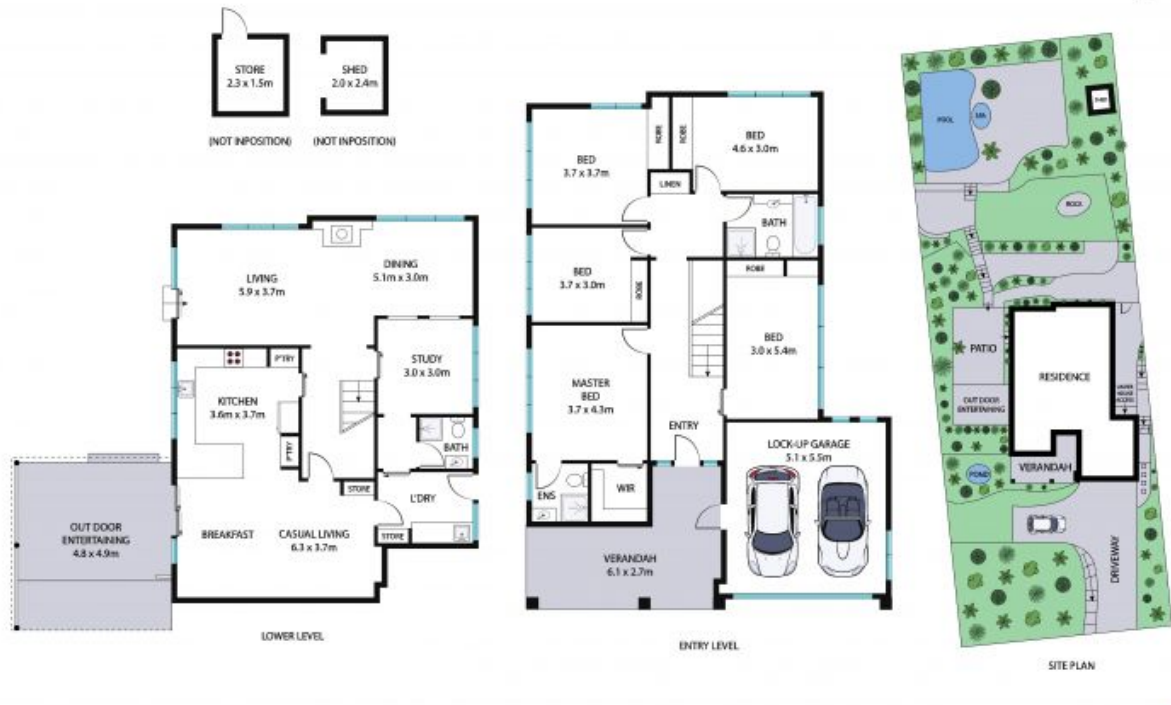 STORE
2.3 x 1.5m
(NOT INPOSITION)
SHED
2.0 x 2.4m
(NOT INPOSITION)
LIVING
5.9 x 3.7m
DINING
5.1m x 3.0m
KITCHEN
3.6m x 3.7m
P'TRY
P'TRY
STUDY
3.0 x 3.0m
BATH
STORE
L'DRY
STORE
OUT DOOR
ENTERTAINING
4.8 x 4.9m
BREAKFAST
CASUAL LIVING
6.3 x 3.7m
LOWER LEVEL
BED
3.7 x 3.7m
ROBE
ROBE
BED
4.6 x 3.0m
LINEN
BATH
BED
3.7 x 3.0m
ROBE
ROBE
BED
3.0 x 5.4m
MASTER
BED
3.7 x 4.3m
ENTRY
ENS
WIR
LOCK-UP GARAGE
5.1 x 5.5m
VERANDAH
6.1 x 2.7m
ENTRY LEVEL
POOL
SPA
SHED
ROCK
PATIO
RESIDENCE
OUT DOOR
ENTERTAINING
UNDER
HOUSE
ACCESS
POND
VERANDAH
DRIVEWAY
SITE PLAN